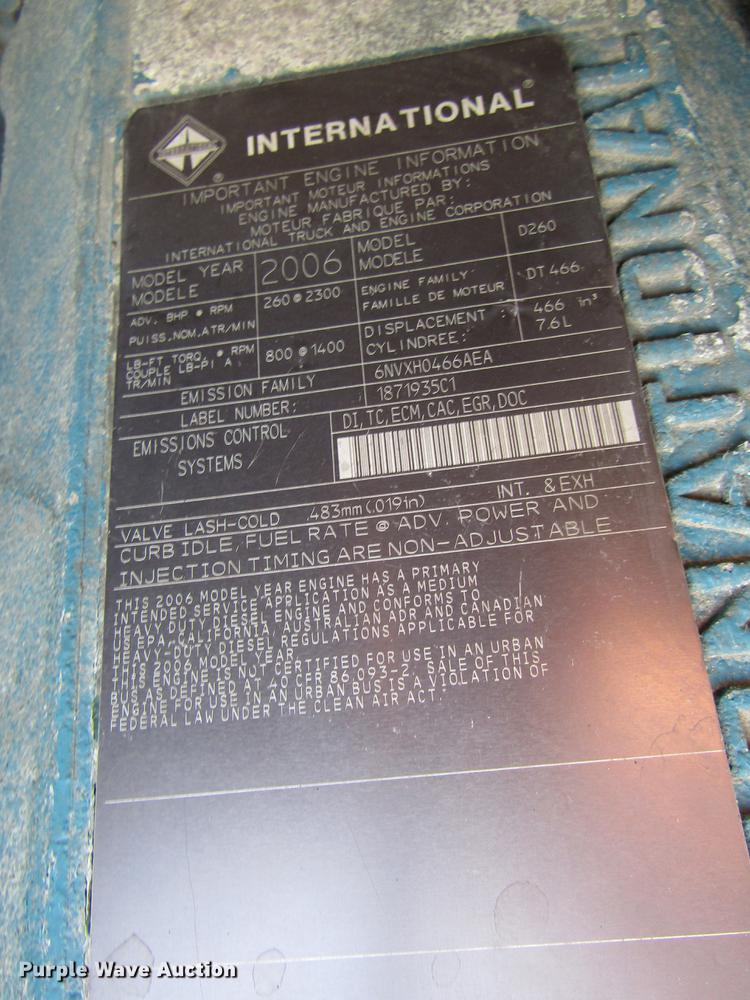 INTERNATIONAL®
®
IMPORTANT ENGINE INFORMATION
IMPORTANT MOTEUR INFORMATIONS
ENGINE MANUFACTURED BY:
MOTEUR FABRIQUE PAR:
INTERNATIONAL TRUCK AND ENGINE CORPORATION
MODEL YEAR
MODELE
2006
MODEL
MODELE
D260
ADV. BHP • RPM
PUISS.NOM.ATR/MIN
260@2300
ENGINE FAMILY
FAMILLE DE MOTEUR
DT 466
LB-FT TORQ. • RPM
COUPLE LB-PI A
TR/MIN
800@1400
DISPLACEMENT:
CYLINDREE:
466 in³
7.6L
EMISSION FAMILY
6NVXH0466AEA
LABEL NUMBER:
1871935C1
EMISSIONS CONTROL
SYSTEMS
DI,TC,ECM,CAC,EGR,DOC
VALVE LASH-COLD .483mm(.019in) INT. & EXH
CURB IDLE, FUEL RATE @ ADV. POWER AND
INJECTION TIMING ARE NON-ADJUSTABLE
THIS 2006 MODEL YEAR ENGINE HAS A PRIMARY
INTENDED SERVICE APPLICATION AS A MEDIUM
HEAVY-DUTY DIESEL ENGINE AND CONFORMS TO
US EPA, CALIFORNIA, AUSTRALIAN ADR AND CANADIAN
HEAVY-DUTY DIESEL REGULATIONS APPLICABLE FOR
THE 2006 MODEL YEAR.
THIS ENGINE IS NOT CERTIFIED FOR USE IN AN URBAN
BUS AS DEFINED AT 40 CFR 86.093-2. SALE OF THIS
ENGINE FOR USE IN AN URBAN BUS IS A VIOLATION OF
FEDERAL LAW UNDER THE CLEAN AIR ACT.
INTERNATIONAL
Purple Wave Auction